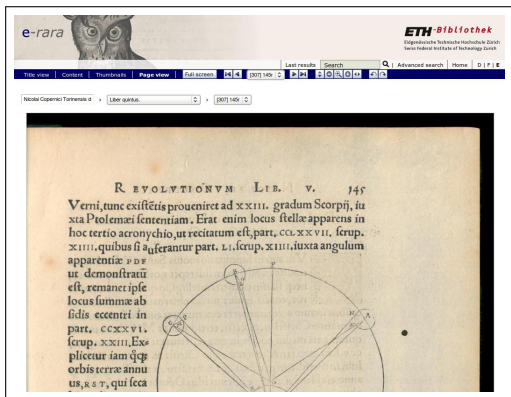 e-rara
ETH-Bibliothek
Eidgenössische Technische Hochschule Zürich
Swiss Federal Institute of Technology Zurich
Last results Search | Advanced search | Home | D | F | E
Title view | Content | Thumbnails | Page view | Full screen [307] 145r
Nicolai Copernici Torinensis d › Liber quintus. › [307] 145r
REVOLVTIONVM LIB. V. 145
Verni, tunc existẽtis proueniret ad XXIII. gradum Scorpij, iu
xta Ptolemæi sententiam. Erat enim locus stellæ apparens in
hoc tertio acronychio, ut recitatum est, part. CCLXXVII. scrup.
XIIII. quibus si auferantur part. LI. scrup. XIIII. iuxta angulum
apparentiæ PDF
ut demonstratũ
est, remanet ipse
locus summæ ab
sidis eccentri in
part. CCXXVI.
scrup. XXIII. Ex=
plicetur iam q̃q;
orbis terræ annu
us, RST, qui seca